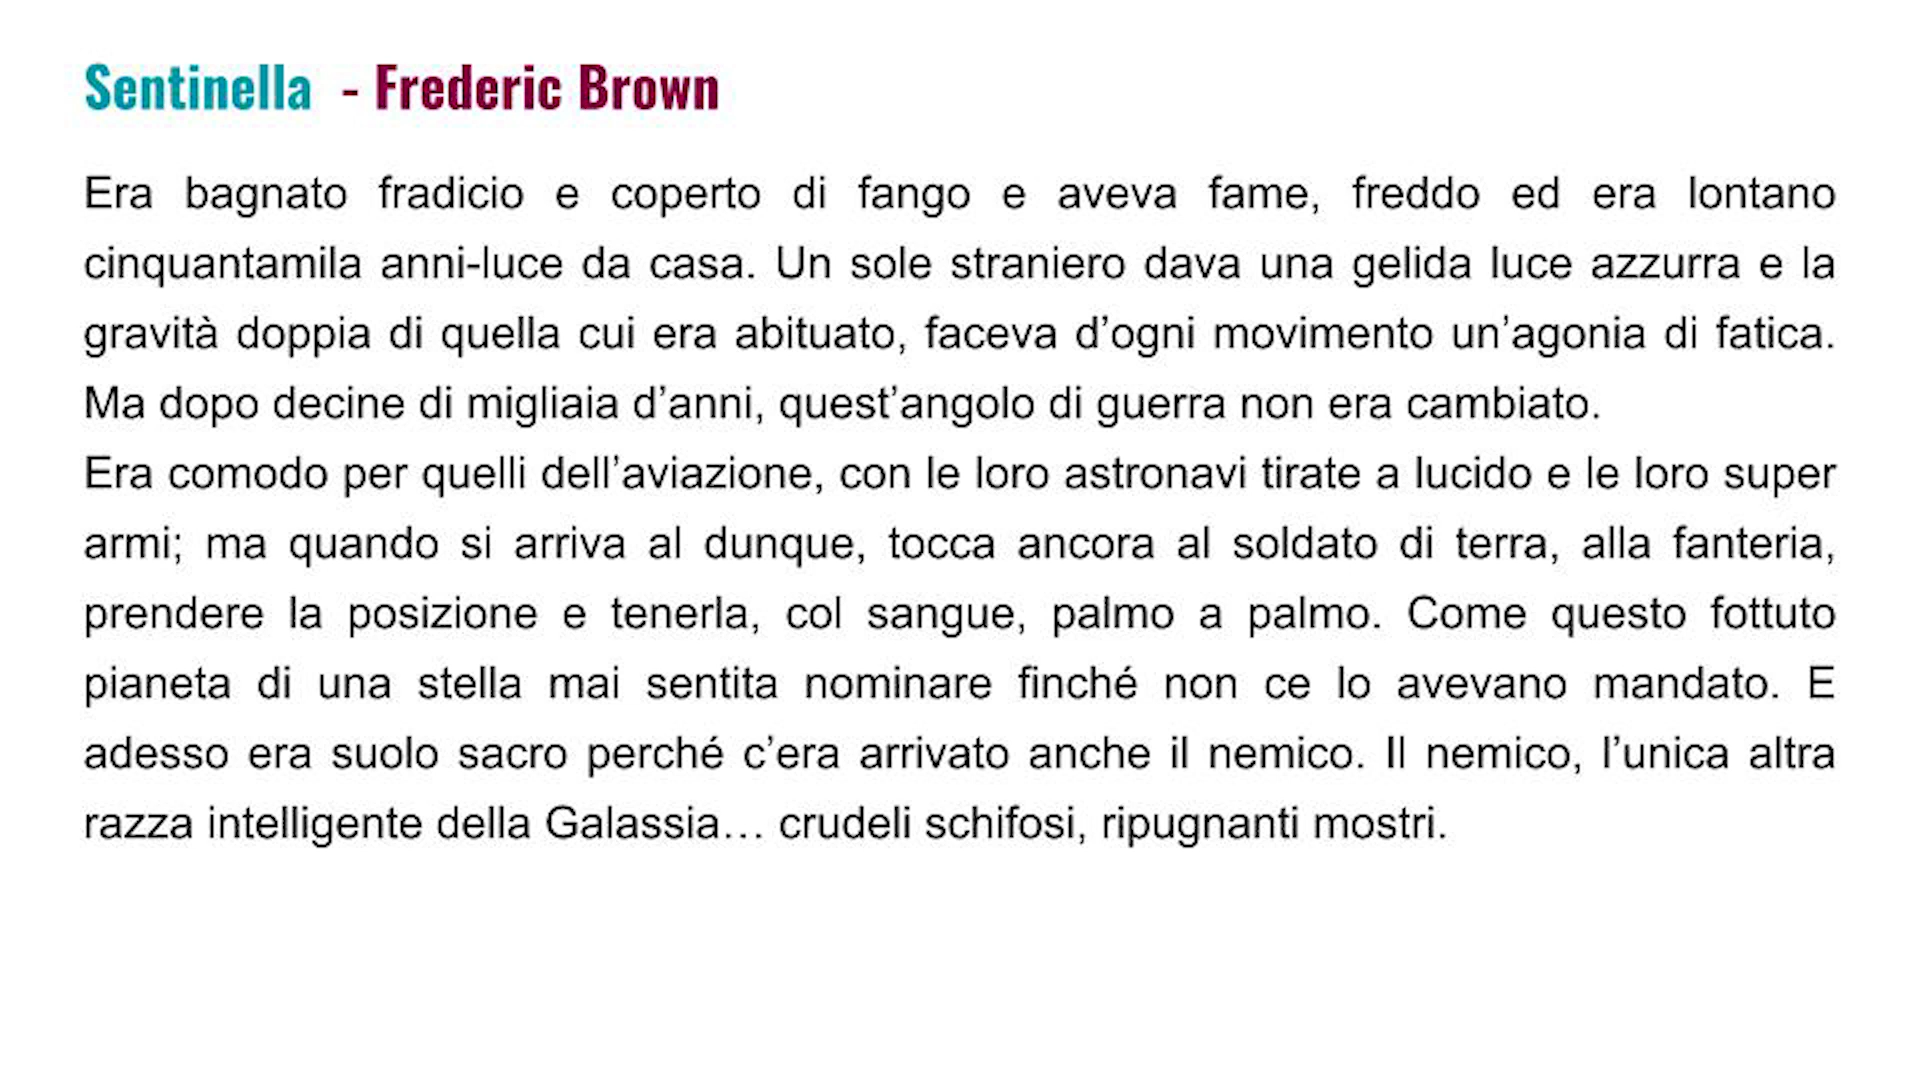 Sentinella - Frederic Brown
Era bagnato fradicio e coperto di fango e aveva fame, freddo ed era lontano
cinquantamila anni-luce da casa. Un sole straniero dava una gelida luce azzurra e la
gravità doppia di quella cui era abituato, faceva d’ogni movimento un’agonia di fatica.
Ma dopo decine di migliaia d’anni, quest’angolo di guerra non era cambiato.
Era comodo per quelli dell’aviazione, con le loro astronavi tirate a lucido e le loro super
armi; ma quando si arriva al dunque, tocca ancora al soldato di terra, alla fanteria,
prendere la posizione e tenerla, col sangue, palmo a palmo. Come questo fottuto
pianeta di una stella mai sentita nominare finché non ce lo avevano mandato. E
adesso era suolo sacro perché c’era arrivato anche il nemico. Il nemico, l’unica altra
razza intelligente della Galassia… crudeli schifosi, ripugnanti mostri.